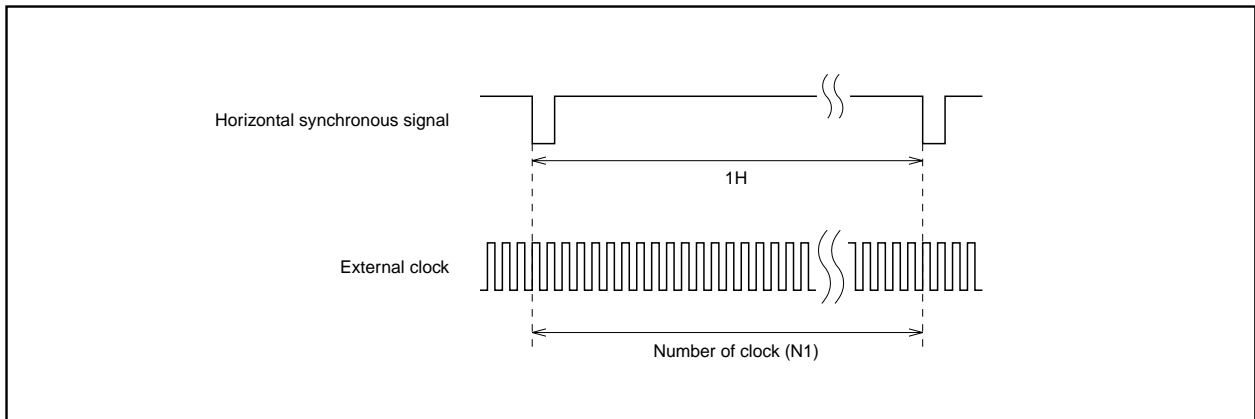 Horizontal synchronous signal
1H
External clock
Number of clock (N1)